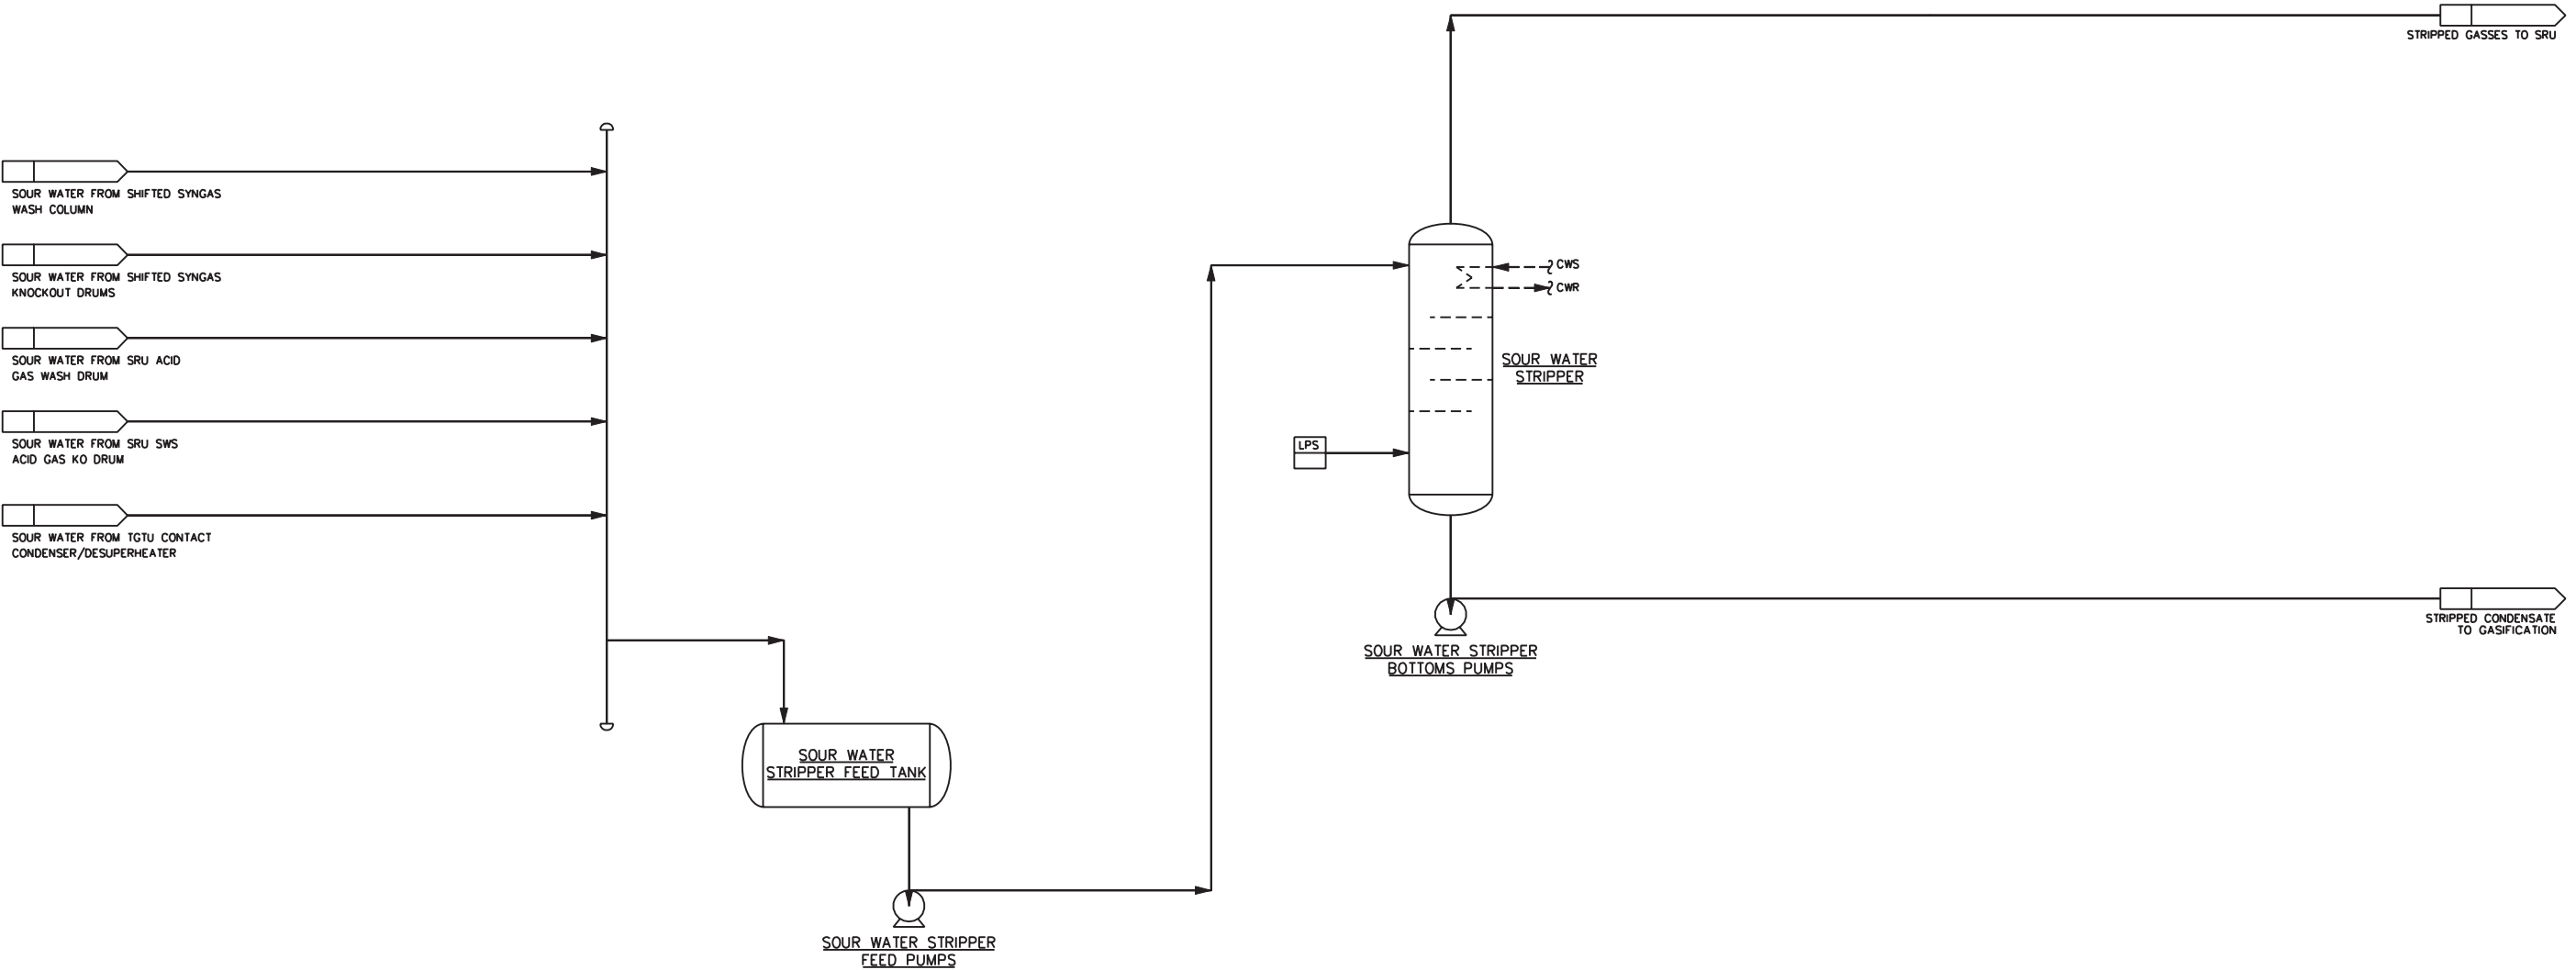 STRIPPED GASSES TO SRU
SOUR WATER FROM SHIFTED SYNGAS
WASH COLUMN
SOUR WATER FROM SHIFTED SYNGAS
KNOCKOUT DRUMS
SOUR WATER FROM SRU ACID
GAS WASH DRUM
SOUR WATER FROM SRU SWS
ACID GAS KO DRUM
SOUR WATER FROM TGTU CONTACT
CONDENSER/DESUPERHEATER
CWS
CWR
SOUR WATER
STRIPPER
LPS
STRIPPED CONDENSATE
TO GASIFICATION
SOUR WATER STRIPPER
BOTTOMS PUMPS
SOUR WATER
STRIPPER FEED TANK
SOUR WATER STRIPPER
FEED PUMPS